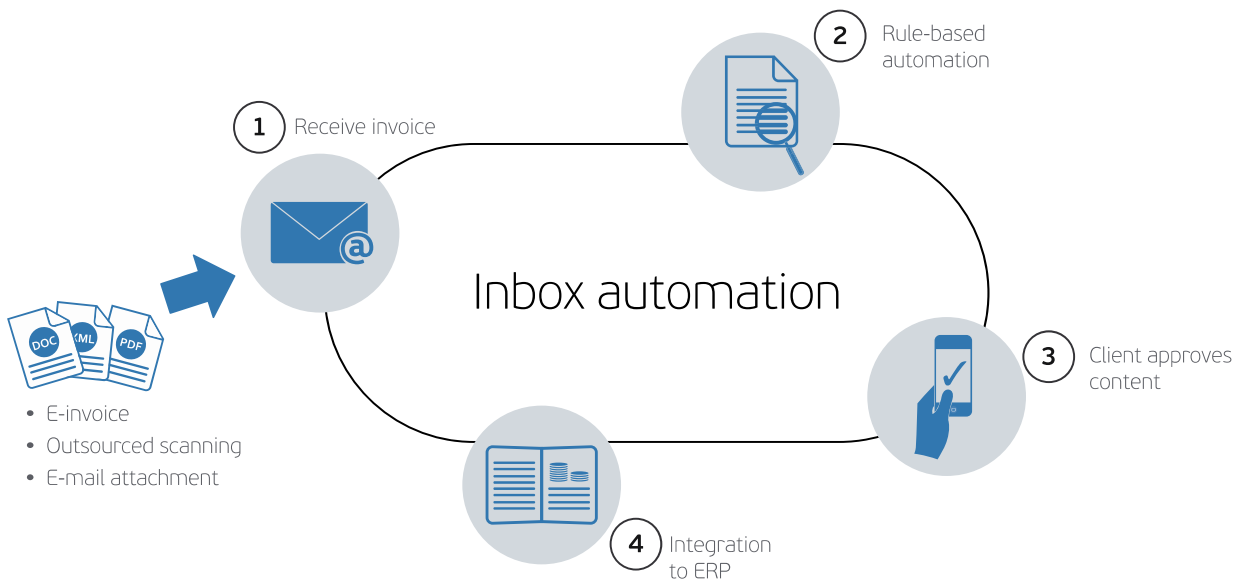 1
Receive invoice
2
Rule-based
automation
Inbox automation
DOC
XML
PDF
• E-invoice
• Outsourced scanning
• E-mail attachment
@
3
Client approves
content
4
Integration
to ERP